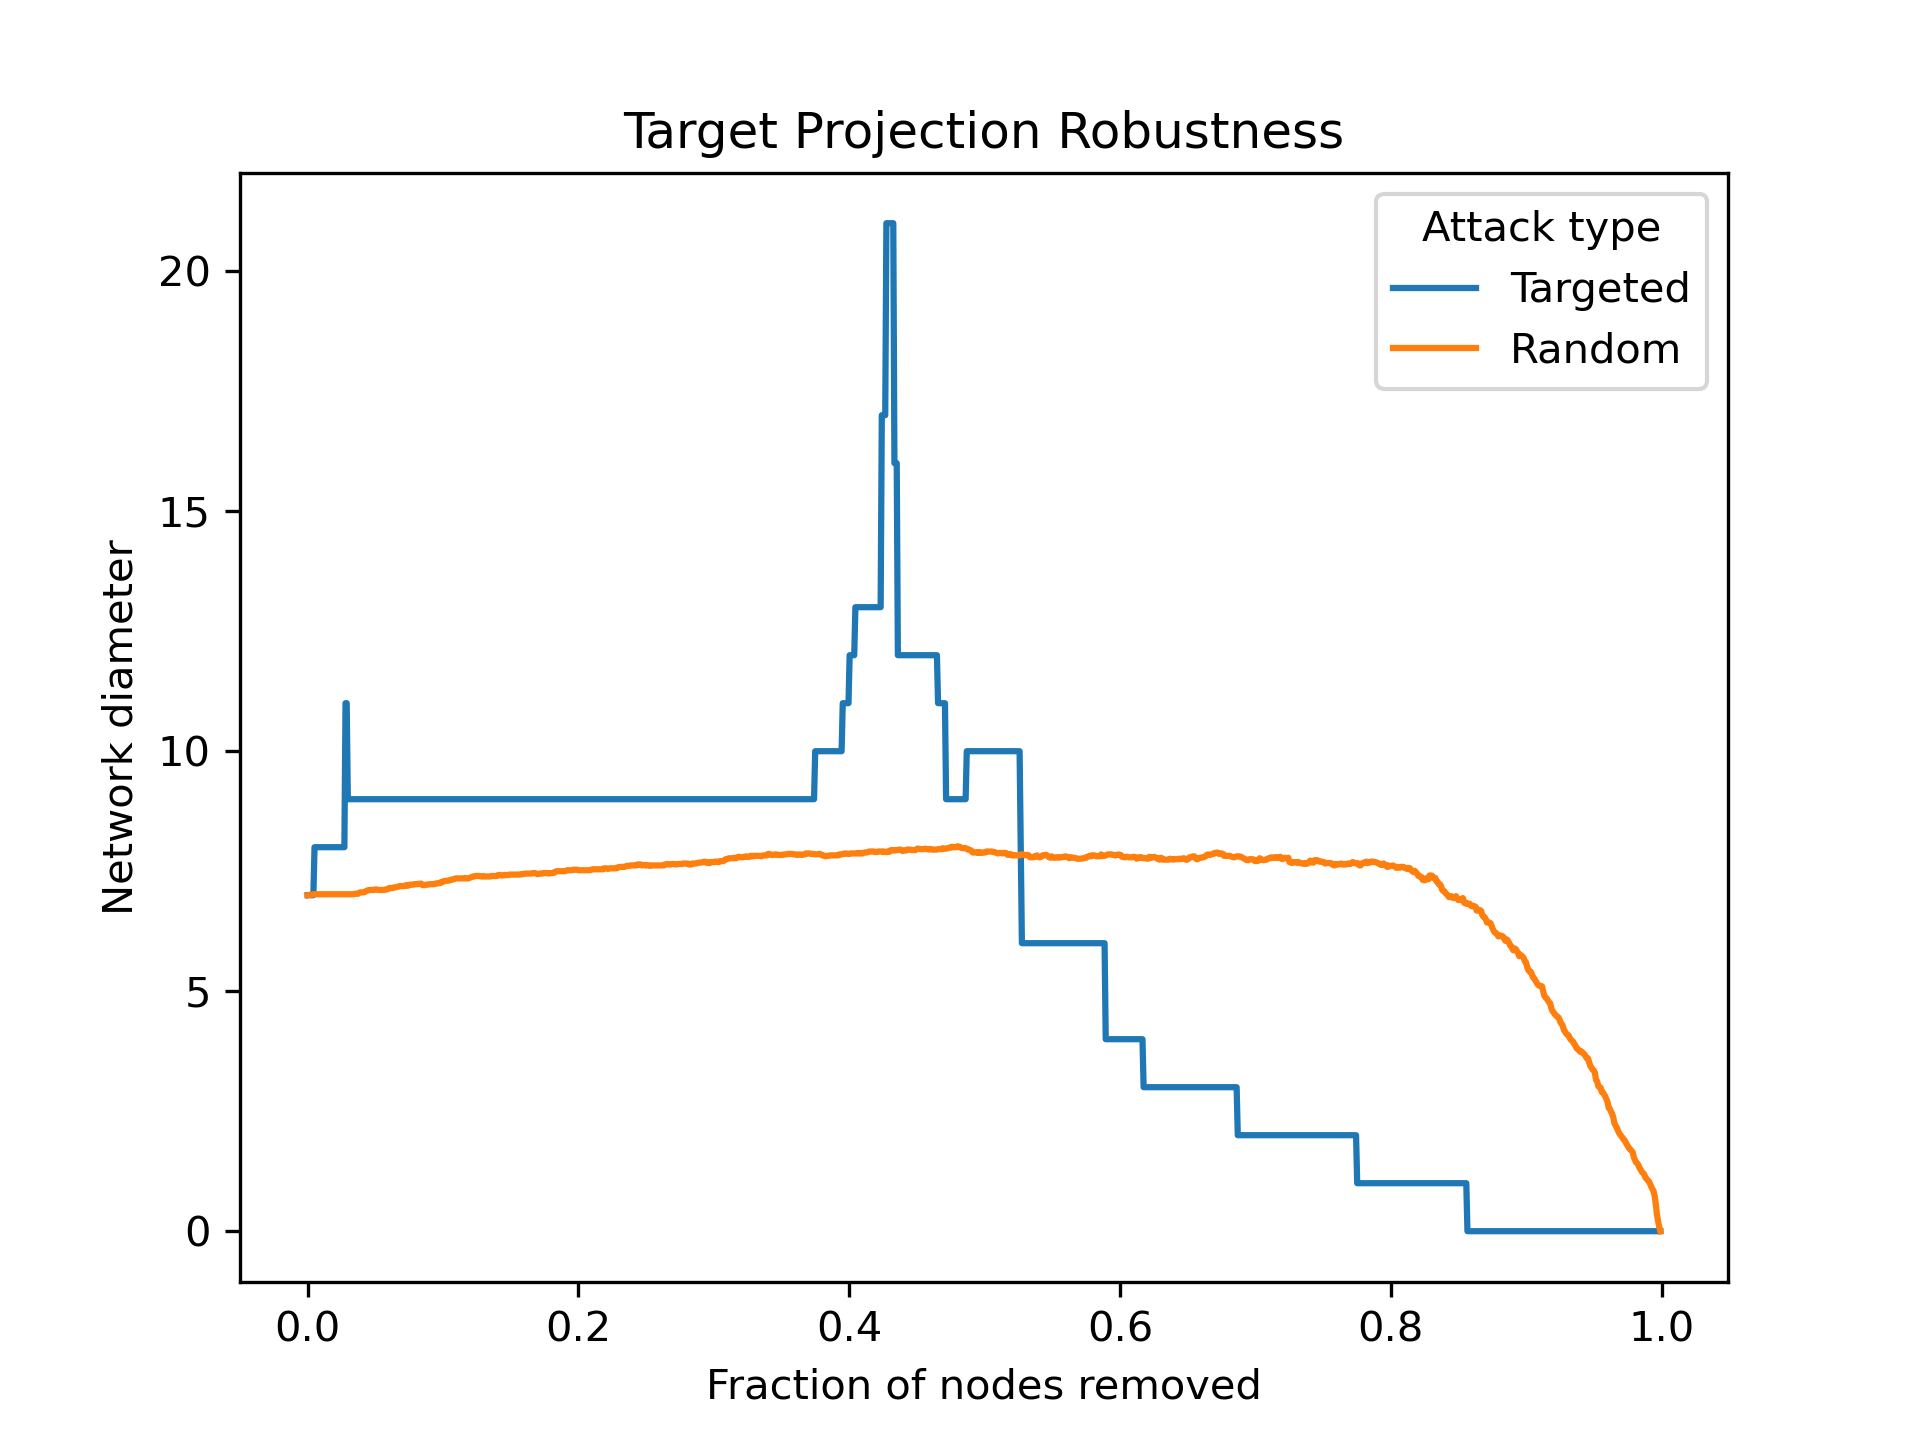 Target Projection Robustness
Attack type
Targeted
Random
20
15
10
5
0
Network diameter
0.0 0.2 0.4 0.6 0.8 1.0
Fraction of nodes removed